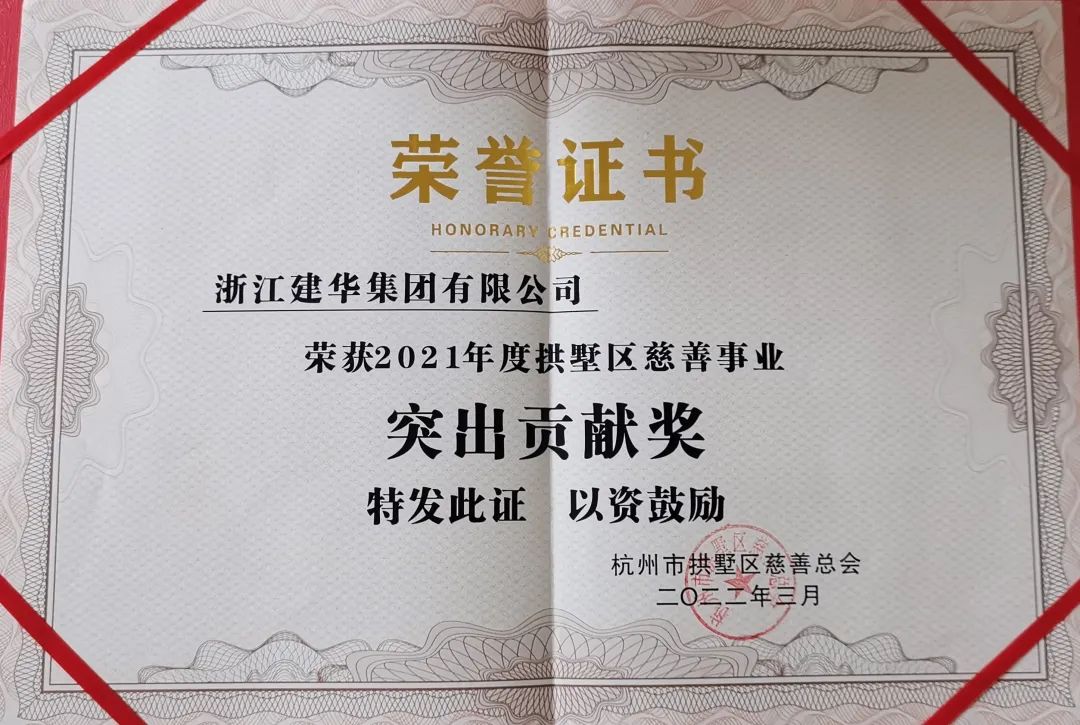 荣誉证书
HONORARY CREDENTIAL
浙江建华集团有限公司
荣获2021年度拱墅区慈善事业
突出贡献奖
特发此证 以资鼓励
杭州市拱墅区慈善总会
二〇二二年三月